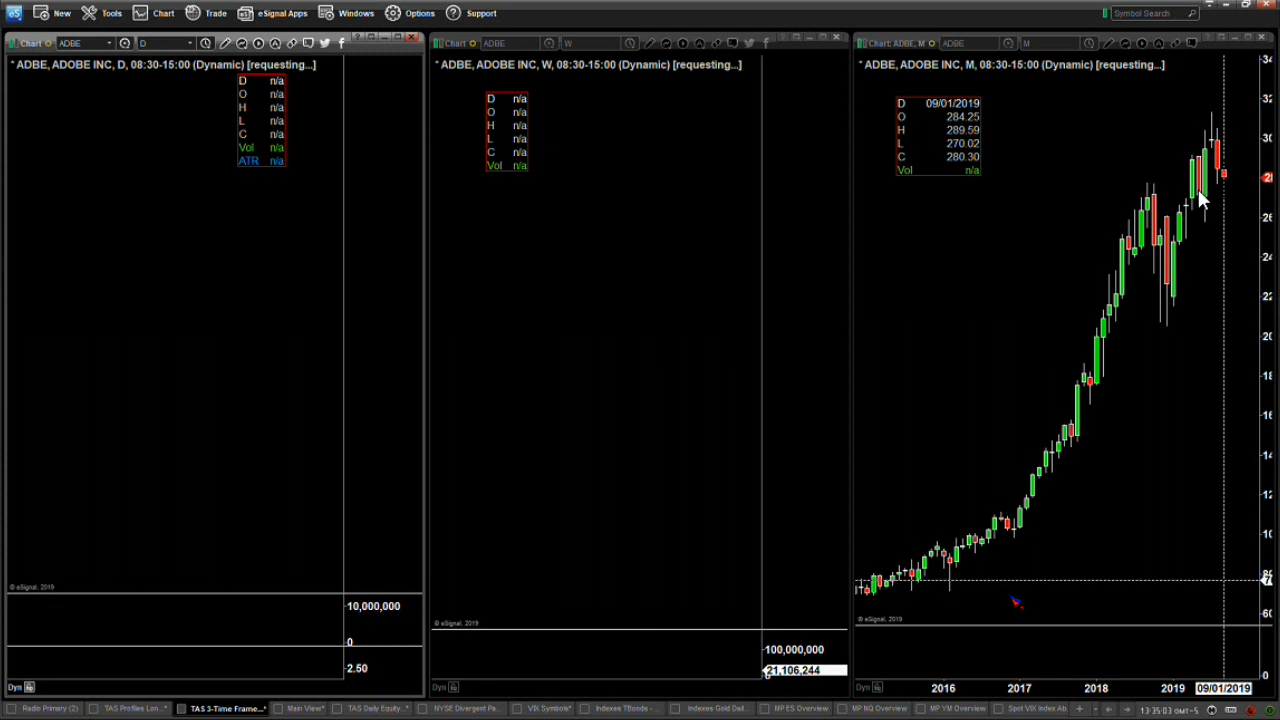 eS New Tools Chart Trade eSignal Apps Windows Options Support Symbol Search
Chart ADBE D
* ADBE, ADOBE INC, D, 08:30-15:00 (Dynamic) [requesting...]
D n/a
O n/a
H n/a
L n/a
C n/a
Vol n/a
ATR n/a
© eSignal, 2019
10,000,000
0
2.50
Dyn
Chart ADBE W
* ADBE, ADOBE INC, W, 08:30-15:00 (Dynamic) [requesting...]
D n/a
O n/a
H n/a
L n/a
C n/a
Vol n/a
© eSignal, 2019
100,000,000
21,106,244
Dyn
Chart: ADBE, M ADBE M
* ADBE, ADOBE INC, M, 08:30-15:00 (Dynamic) [requesting...]
D 09/01/2019
O 284.25
H 289.59
L 270.02
C 280.30
Vol n/a
© eSignal, 2019
60
0
Dyn
2016 2017 2018 2019 09/01/2019
Radio Primary (2) TAS Profiles Lon...* TAS 3-Time Frame...* Main View* TAS Daily Equity...* NYSE Divergent Pa... VIX Symbols* Indexes TBonds -... Indexes Gold Dail... MP ES Overview MP NQ Overview MP YM Overview Spot VIX Index Ab 13:35:03 GMT-5